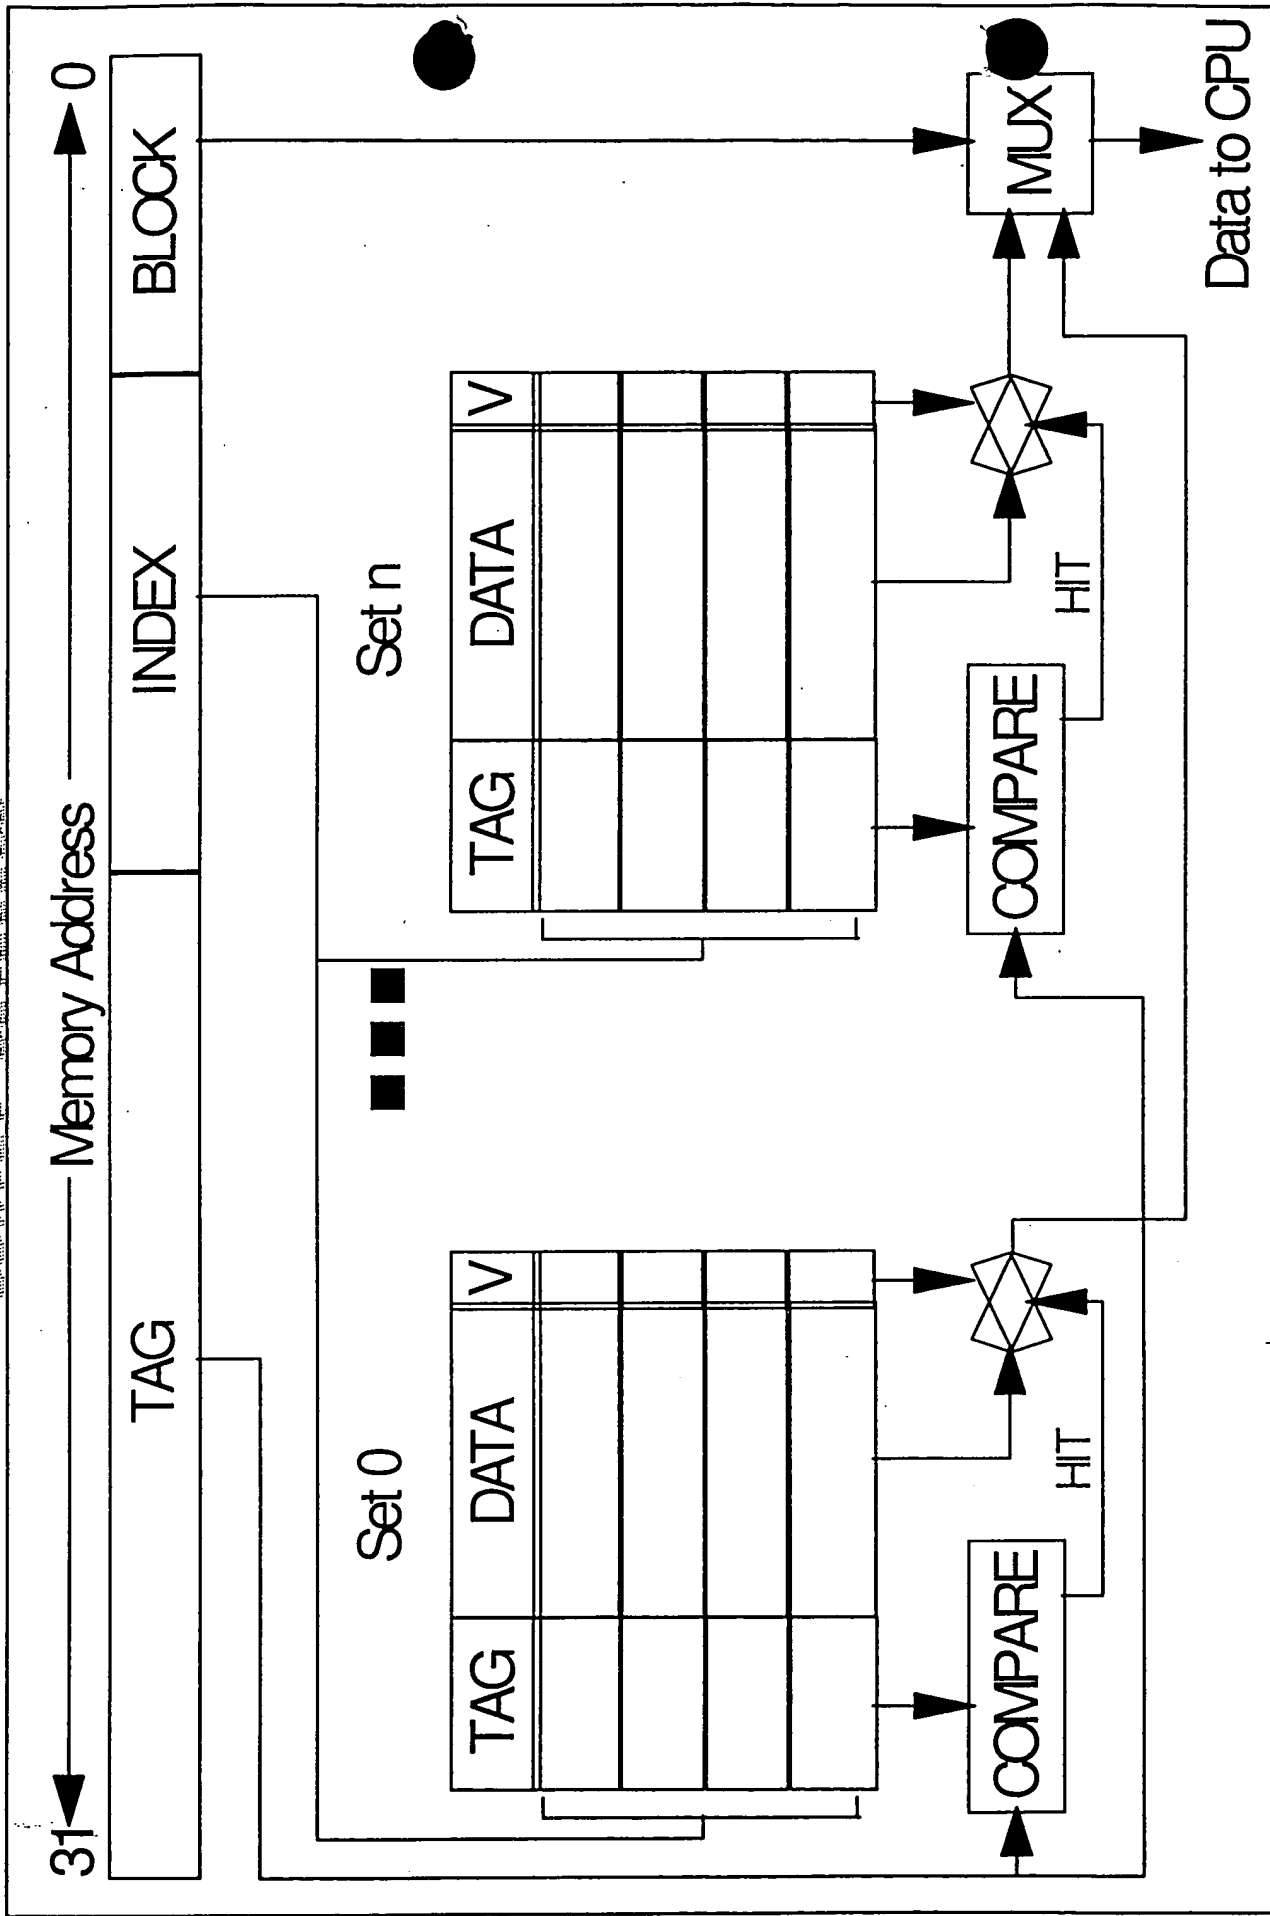 31 Memory Address 0
TAG INDEX BLOCK
Set 0 Set n
TAG DATA V TAG DATA V
COMPARE HIT COMPARE HIT MUX
Data to CPU